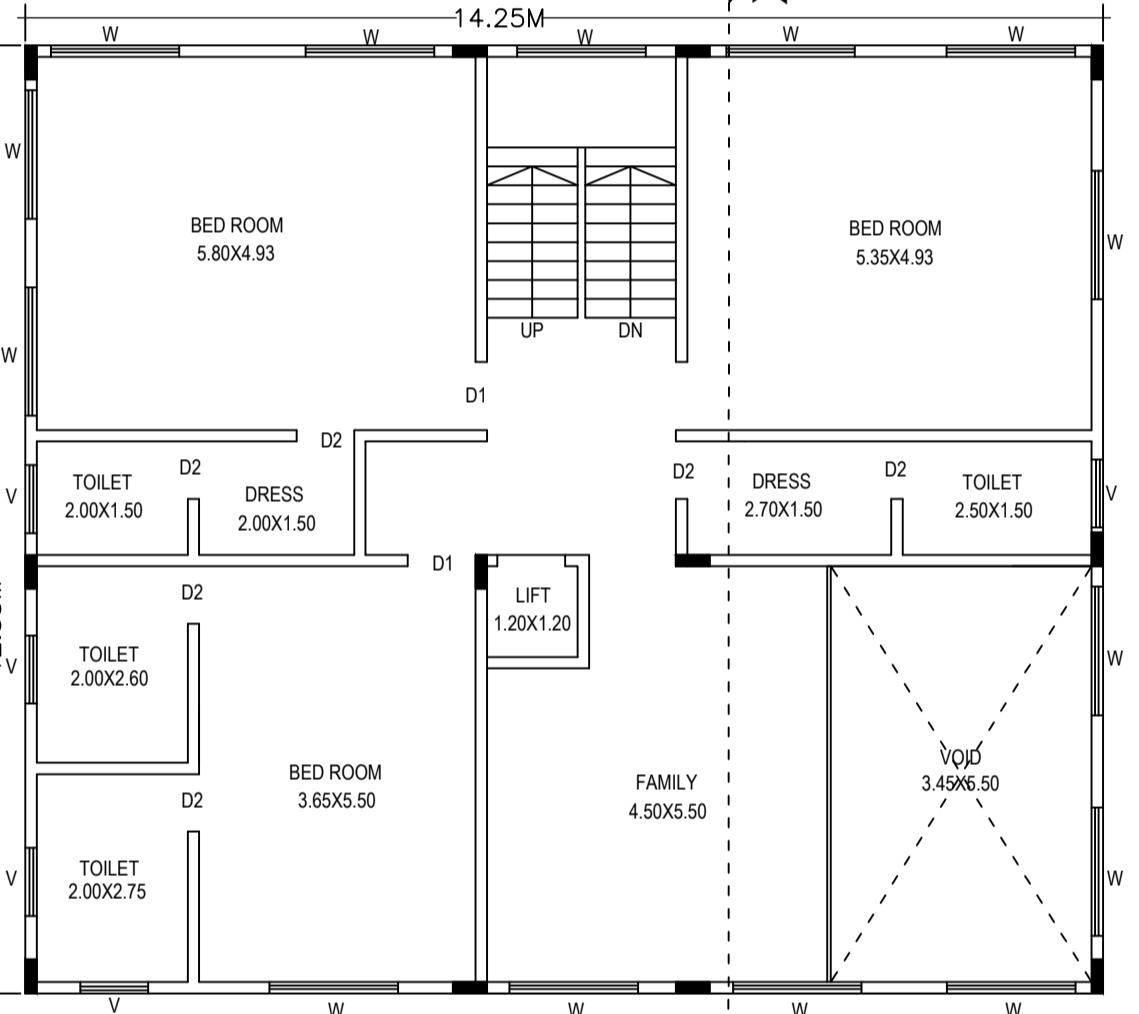 14.25M
W W W W W
W
BED ROOM
5.80X4.93
BED ROOM
5.35X4.93
W
W
UP DN
D1
D2
D2
TOILET
2.00X1.50
DRESS
2.00X1.50
V
D2
DRESS
2.70X1.50
D2
TOILET
2.50X1.50
V
D1
D2
LIFT
1.20X1.20
TOILET
2.00X2.60
V
W
BED ROOM
3.65X5.50
FAMILY
4.50X5.50
VOID
3.45X5.50
D2
TOILET
2.00X2.75
V
W
V W W W W